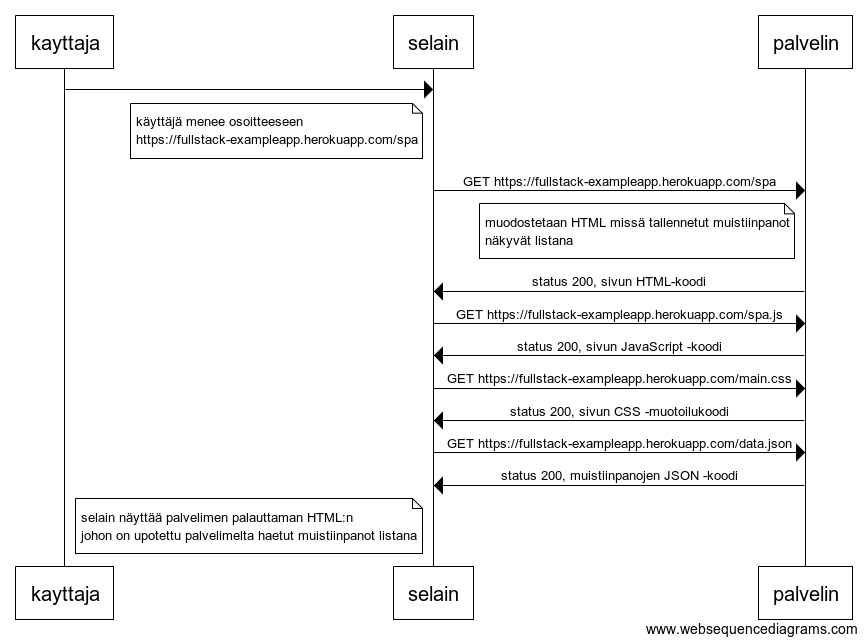 kayttaja
selain
palvelin
käyttäjä menee osoitteeseen
https://fullstack-exampleapp.herokuapp.com/spa
GET https://fullstack-exampleapp.herokuapp.com/spa
muodostetaan HTML missä tallennetut muistiinpanot
näkyvät listana
status 200, sivun HTML-koodi
GET https://fullstack-exampleapp.herokuapp.com/spa.js
status 200, sivun JavaScript -koodi
GET https://fullstack-exampleapp.herokuapp.com/main.css
status 200, sivun CSS -muotoilukoodi
GET https://fullstack-exampleapp.herokuapp.com/data.json
status 200, muistiinpanojen JSON -koodi
selain näyttää palvelimen palauttaman HTML:n
johon on upotettu palvelimelta haetut muistiinpanot listana
kayttaja
selain
palvelin
www.websequencediagrams.com